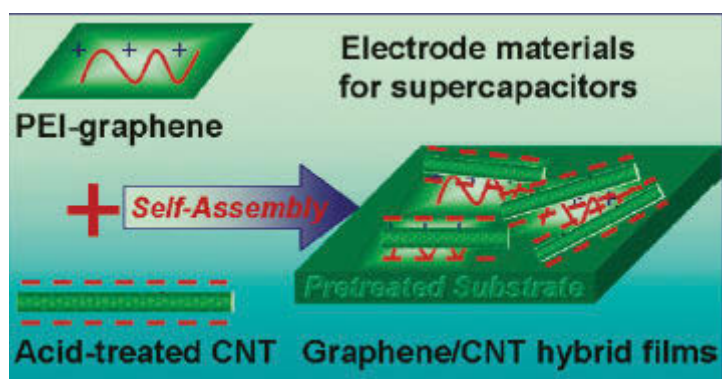 Electrode materials
for supercapacitors
PEI-graphene
Self-Assembly
Pretreated Substrate
Acid-treated CNT
Graphene/CNT hybrid films